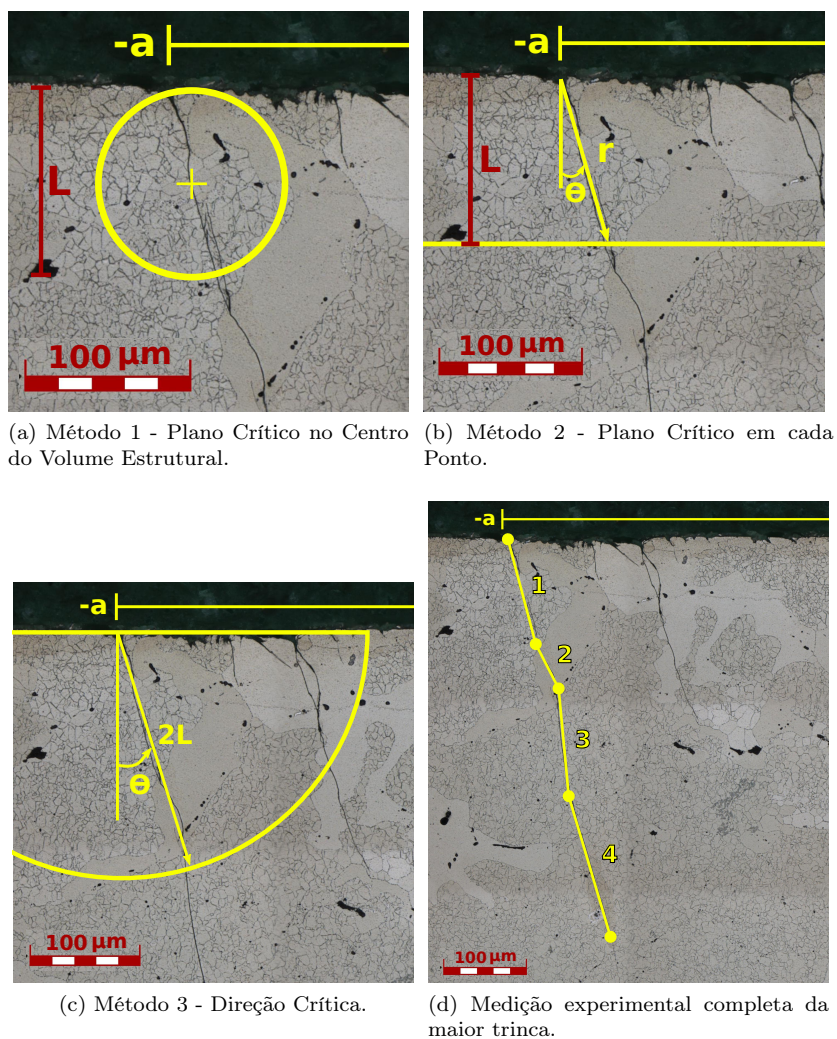 -a
L
100 µm
(a) Método 1 - Plano Crítico no Centro
do Volume Estrutural.
-a
L
r
Θ
100 µm
(b) Método 2 - Plano Crítico em cada
Ponto.
-a
2L
Θ
100 µm
(c) Método 3 - Direção Crítica.
-a
1
2
3
4
100 µm
(d) Medição experimental completa da
maior trinca.